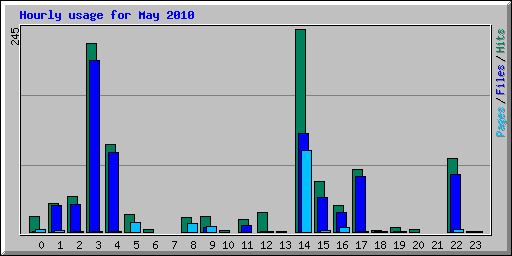 Hourly usage for May 2010
245
Pages / Files / Hits
0 1 2 3 4 5 6 7 8 9 10 11 12 13 14 15 16 17 18 19 20 21 22 23